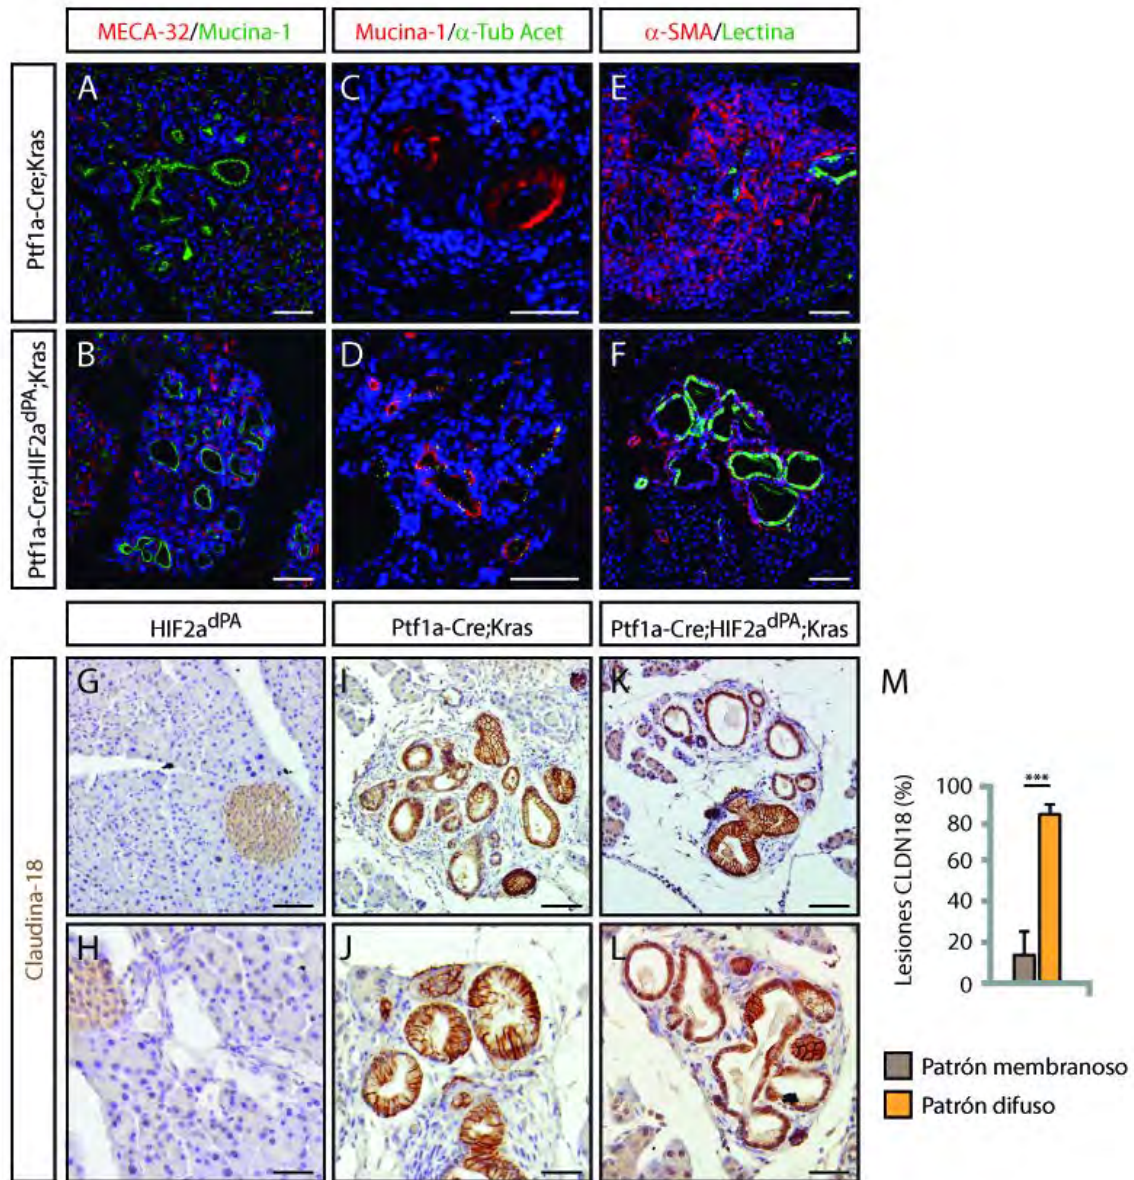 MECA-32/Mucina-1
Mucina-1/α-Tub Acet
α-SMA/Lectina
Ptf1a-Cre;Kras
A
C
E
Ptf1a-Cre;HIF2a^dPA;Kras
B
D
F
HIF2a^dPA
Ptf1a-Cre;Kras
Ptf1a-Cre;HIF2a^dPA;Kras
Claudina-18
G
I
K
M
H
J
L
Lesiones CLDN18 (%)
100
80
60
40
20
0
***
Patrón membranoso
Patrón difuso